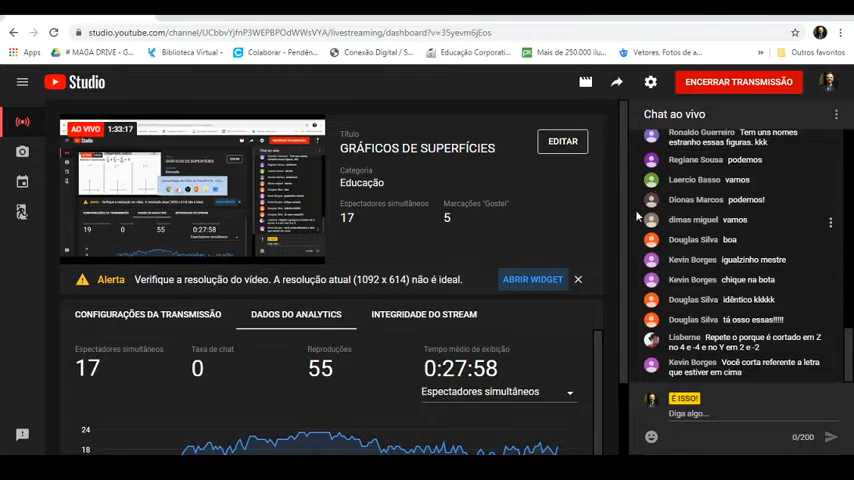 studio.youtube.com/channel/UCbbvYjfnP3WEPBPOdWWsVYA/livestreaming/dashboard?v=35yevm6jEos
Apps
# MAGA DRIVE - G...
Biblioteca Virtual -
Colaborar - Pendên...
Conexão Digital / S...
Educação Corporati...
Mais de 250.000 ilu...
Vetores, Fotos de a...
»
Outros favoritos
Studio
ENCERRAR TRANSMISSÃO
AO VIVO 1:33:17
Título
GRÁFICOS DE SUPERFÍCIES
EDITAR
Categoria
Educação
Espectadores simultâneos
Marcações "Gostei"
17
5
Alerta Verifique a resolução do vídeo. A resolução atual (1092 x 614) não é ideal.
ABRIR WIDGET
CONFIGURAÇÕES DA TRANSMISSÃO
DADOS DO ANALYTICS
INTEGRIDADE DO STREAM
Espectadores simultâneos
Taxa de chat
Reproduções
Tempo médio de exibição
17
0
55
0:27:58
Espectadores simultâneos
24
18
Chat ao vivo
Ronaldo Guerreiro Tem uns nomes
estranho essas figuras. kkk
Regiane Sousa podemos
Laercio Basso vamos
Dionas Marcos podemos!
dimas miguel vamos
Douglas Silva boa
Kevin Borges igualzinho mestre
Kevin Borges chique na bota
Douglas Silva idêntico kkkkk
Douglas Silva tá osso essas!!!!!
Lisberne Repete o porque é cortado em Z
no 4 e -4 e no Y em 2 e -2
Kevin Borges Você corta referente a letra
que estiver em cima
É ISSO!
Diga algo...
0/200